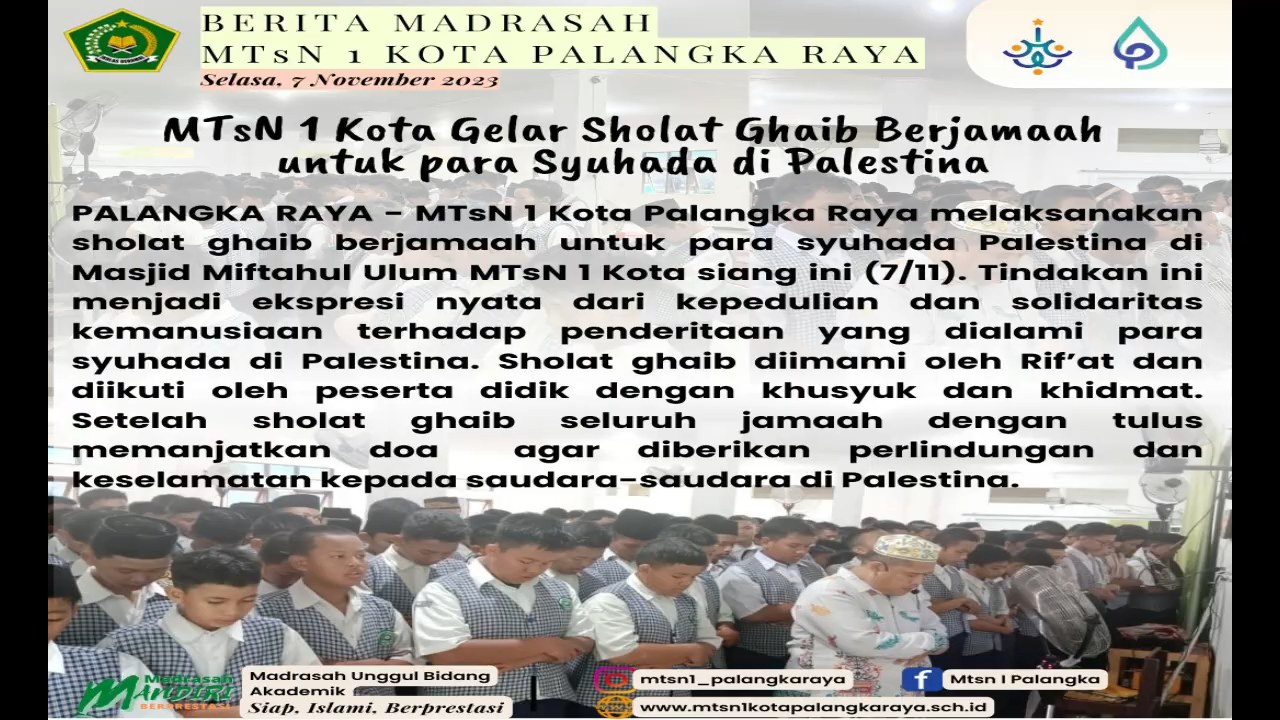 BERITA MADRASAH
MTsN 1 KOTA PALANGKA RAYA
Selasa, 7 November 2023
MTsN 1 Kota Gelar Sholat Ghaib Berjamaah
untuk para Syuhada di Palestina
PALANGKA RAYA - MTsN 1 Kota Palangka Raya melaksanakan
sholat ghaib berjamaah untuk para syuhada Palestina di
Masjid Miftahul Ulum MTsN 1 Kota siang ini (7/11). Tindakan ini
menjadi ekspresi nyata dari kepedulian dan solidaritas
kemanusiaan terhadap penderitaan yang dialami para
syuhada di Palestina. Sholat ghaib diimami oleh Rif’at dan
diikuti oleh peserta didik dengan khusyuk dan khidmat.
Setelah sholat ghaib seluruh jamaah dengan tulus
memanjatkan doa agar diberikan perlindungan dan
keselamatan kepada saudara-saudara di Palestina.
Madrasah
MANDIRI
BERPRESTASI
Madrasah Unggul Bidang
Akademik
Siap, Islami, Berprestasi
mtsn1_palangkaraya
Mtsn I Palangka
www.mtsn1kotapalangkaraya.sch.id